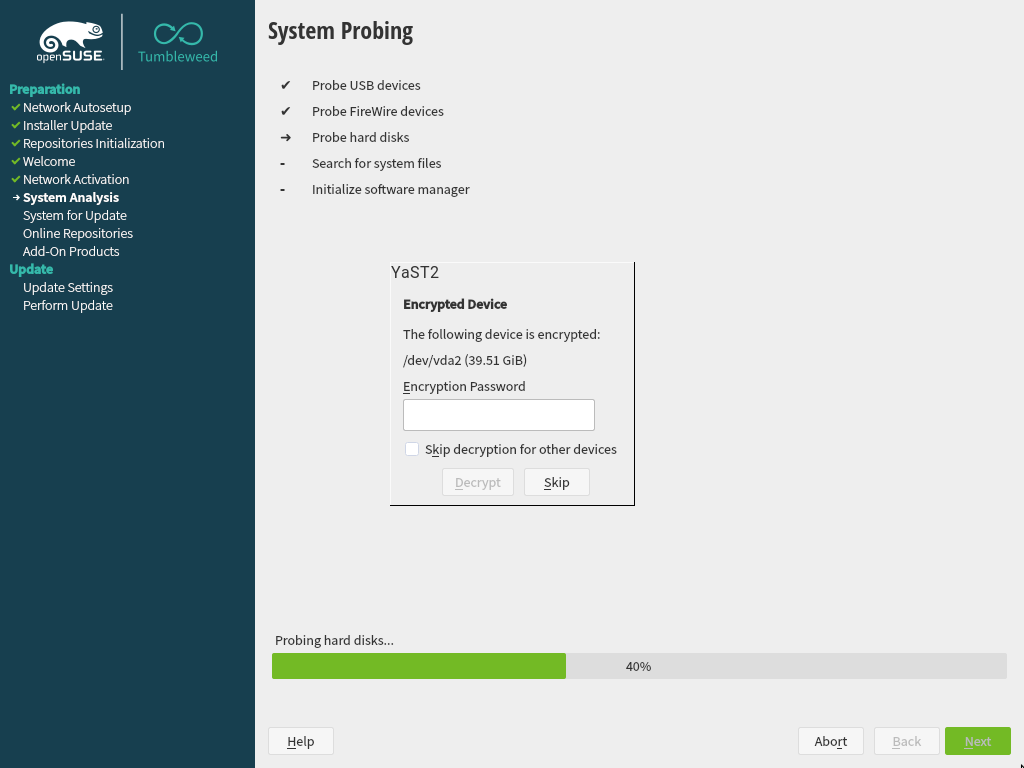 openSUSE
Tumbleweed
Preparation
Network Autosetup
Installer Update
Repositories Initialization
Welcome
Network Activation
System Analysis
System for Update
Online Repositories
Add-On Products
Update
Update Settings
Perform Update
System Probing
✔ Probe USB devices
✔ Probe FireWire devices
➜ Probe hard disks
- Search for system files
- Initialize software manager
YaST2
Encrypted Device
The following device is encrypted:
/dev/vda2 (39.51 GiB)
Encryption Password
Skip decryption for other devices
Decrypt Skip
Probing hard disks...
40%
Help Abort Back Next